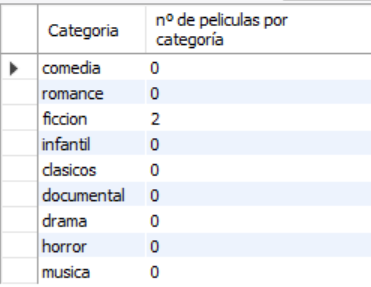 Categoria nº de peliculas por
categoría
comedia 0
romance 0
ficcion 2
infantil 0
clasicos 0
documental 0
drama 0
horror 0
musica 0